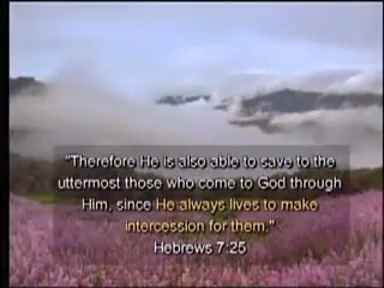 "Therefore He is also able to save to the
uttermost those who come to God through
Him, since He always lives to make
intercession for them."
Hebrews 7:25